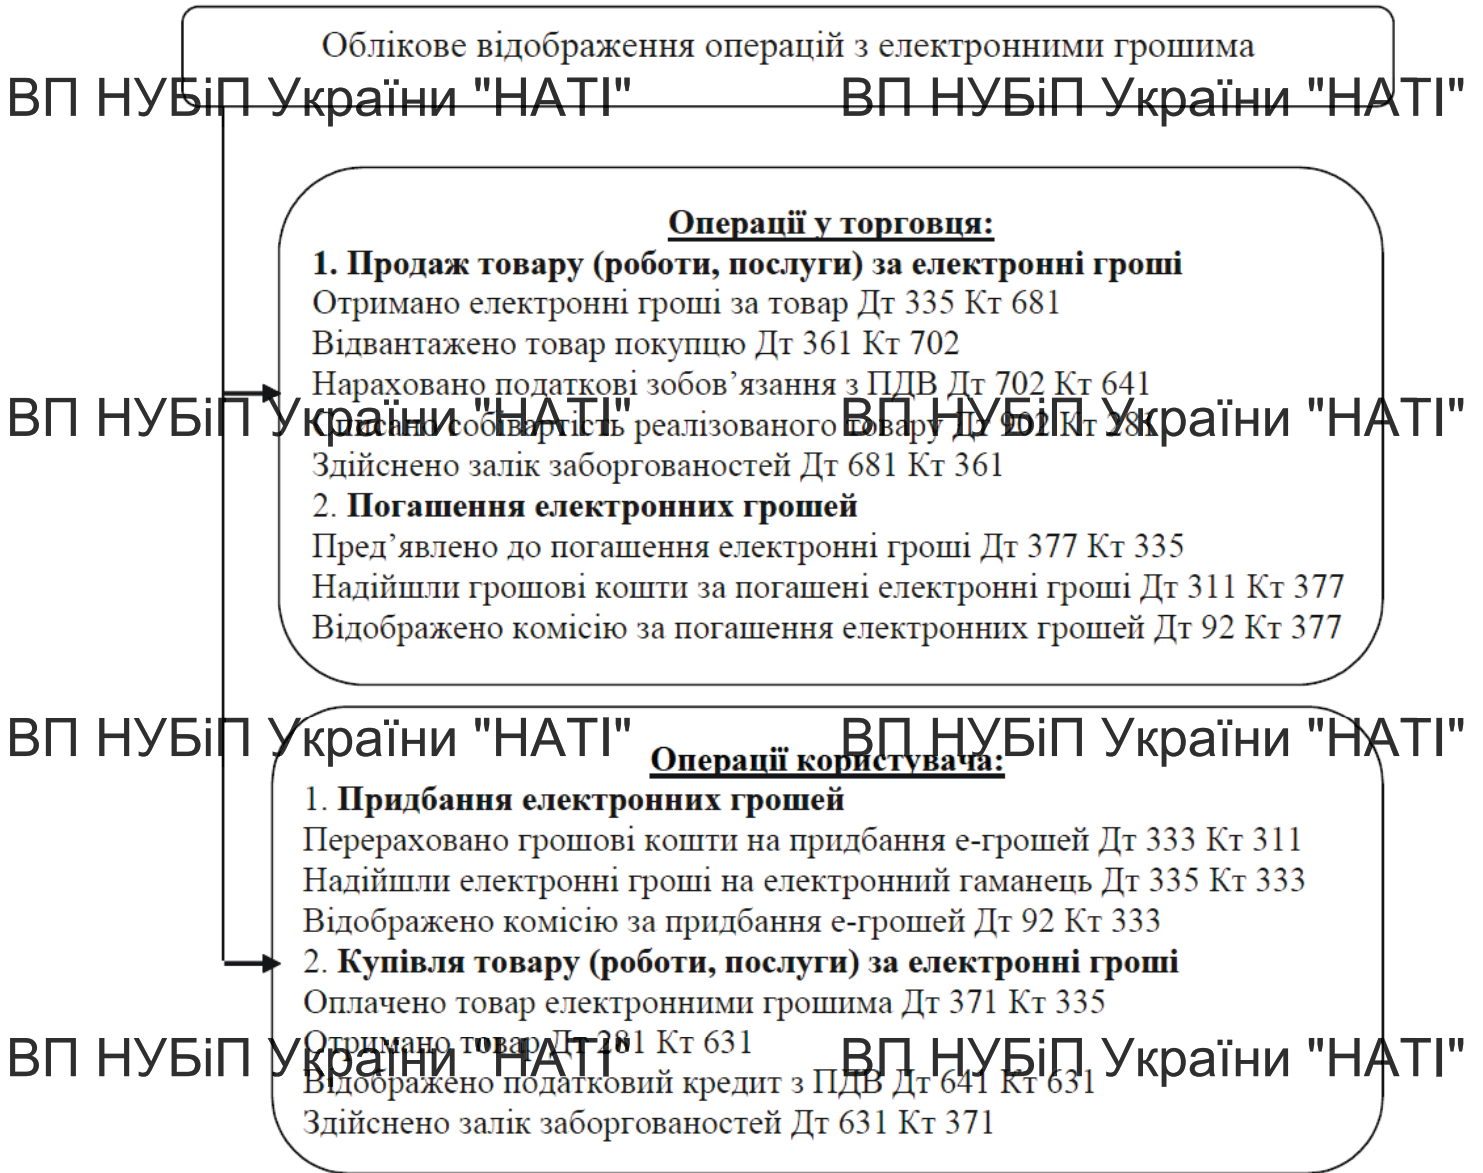 Облікове відображення операцій з електронними грошима
ВП НУБіП України "НАТІ" ВП НУБіП України "НАТІ"
Операції у торговця:
1. Продаж товару (роботи, послуги) за електронні гроші
Отримано електронні гроші за товар Дт 335 Кт 681
Відвантажено товар покупцю Дт 361 Кт 702
Нараховано податкові зобов’язання з ПДВ Дт 702 Кт 641
ВП НУБіП України "НАТІ" ВП НУБіП України "НАТІ"
Списано собівартість реалізованого товару Дт 902 Кт 281
Здійснено залік заборгованостей Дт 681 Кт 361
2. Погашення електронних грошей
Пред’явлено до погашення електронні гроші Дт 377 Кт 335
Надійшли грошові кошти за погашені електронні гроші Дт 311 Кт 377
Відображено комісію за погашення електронних грошей Дт 92 Кт 377
ВП НУБіП України "НАТІ" ВП НУБіП України "НАТІ"
Операції користувача:
1. Придбання електронних грошей
Перераховано грошові кошти на придбання е-грошей Дт 333 Кт 311
Надійшли електронні гроші на електронний гаманець Дт 335 Кт 333
Відображено комісію за придбання е-грошей Дт 92 Кт 333
2. Купівля товару (роботи, послуги) за електронні гроші
Оплачено товар електронними грошима Дт 371 Кт 335
Отримано товар Дт 281 Кт 631
ВП НУБіП України "НАТІ" ВП НУБіП України "НАТІ"
Відображено податковий кредит з ПДВ Дт 641 Кт 631
Здійснено залік заборгованостей Дт 631 Кт 371